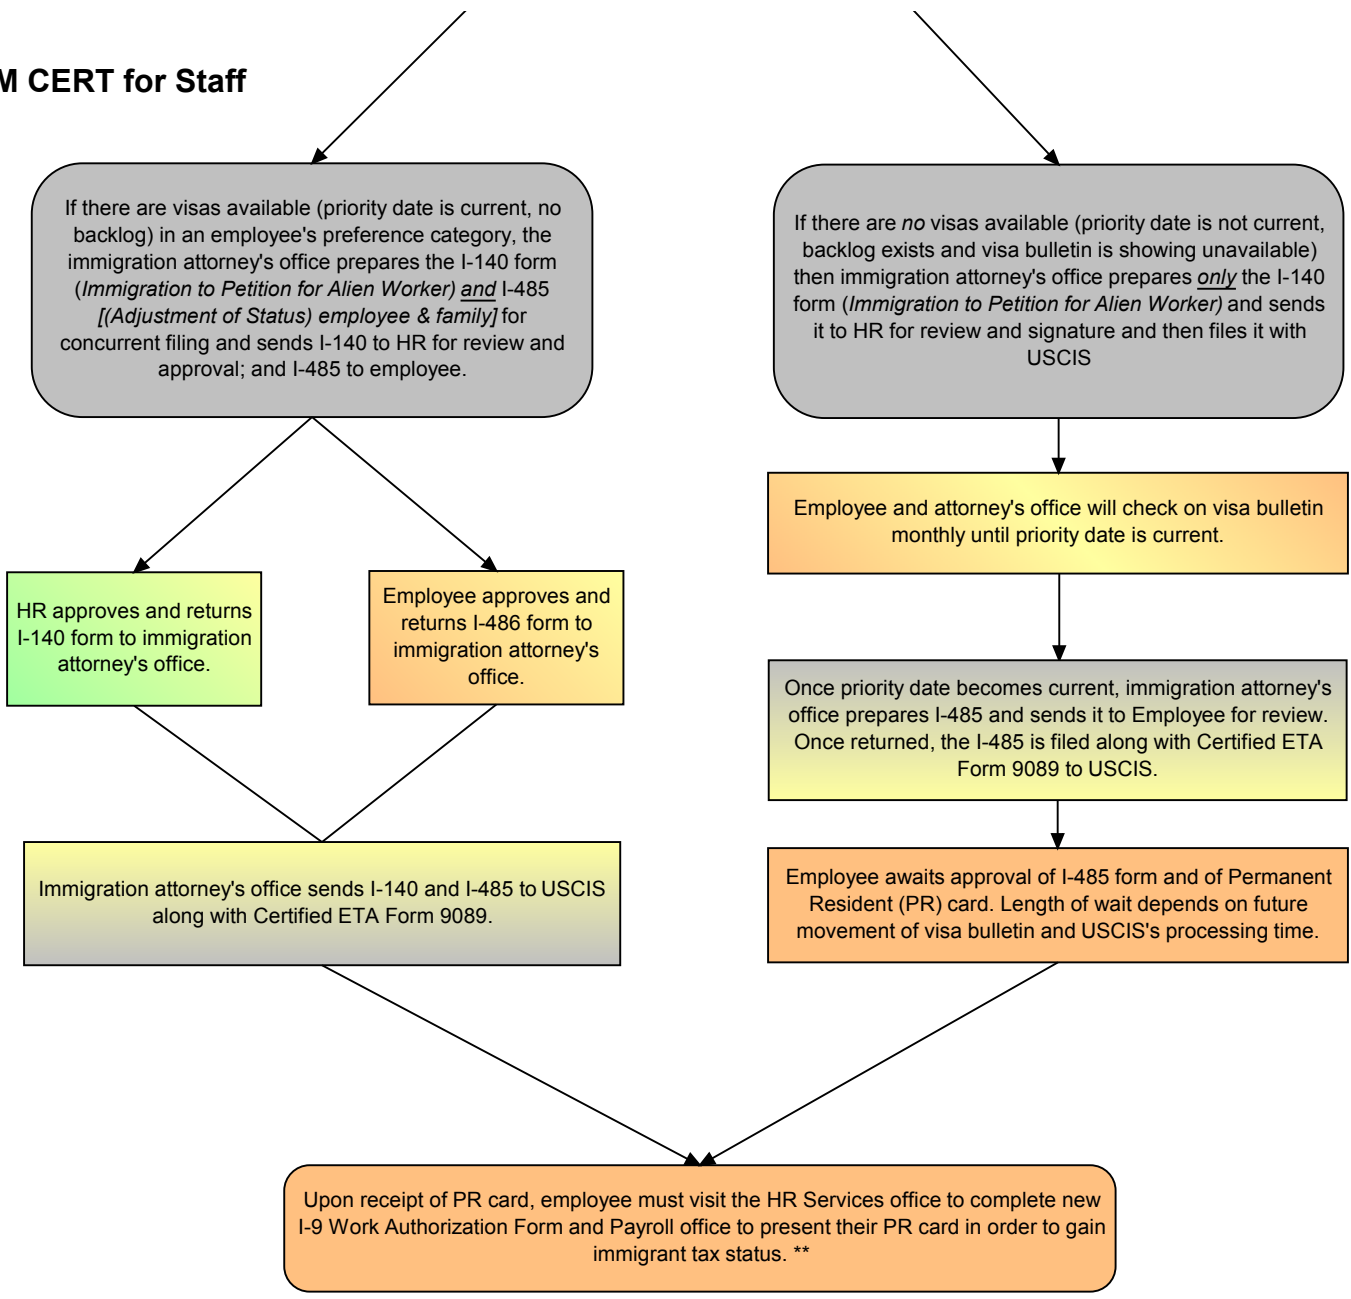 M CERT for Staff
If there are visas available (priority date is current, no
backlog) in an employee's preference category, the
immigration attorney's office prepares the I-140 form
(Immigration to Petition for Alien Worker) and I-485
[(Adjustment of Status) employee & family] for
concurrent filing and sends I-140 to HR for review and
approval; and I-485 to employee.
If there are no visas available (priority date is not current,
backlog exists and visa bulletin is showing unavailable)
then immigration attorney's office prepares only the I-140
form (Immigration to Petition for Alien Worker) and sends
it to HR for review and signature and then files it with
USCIS
Employee and attorney's office will check on visa bulletin
monthly until priority date is current.
HR approves and returns
I-140 form to immigration
attorney's office.
Employee approves and
returns I-486 form to
immigration attorney's
office.
Once priority date becomes current, immigration attorney's
office prepares I-485 and sends it to Employee for review.
Once returned, the I-485 is filed along with Certified ETA
Form 9089 to USCIS.
Immigration attorney's office sends I-140 and I-485 to USCIS
along with Certified ETA Form 9089.
Employee awaits approval of I-485 form and of Permanent
Resident (PR) card. Length of wait depends on future
movement of visa bulletin and USCIS's processing time.
Upon receipt of PR card, employee must visit the HR Services office to complete new
I-9 Work Authorization Form and Payroll office to present their PR card in order to gain
immigrant tax status. **